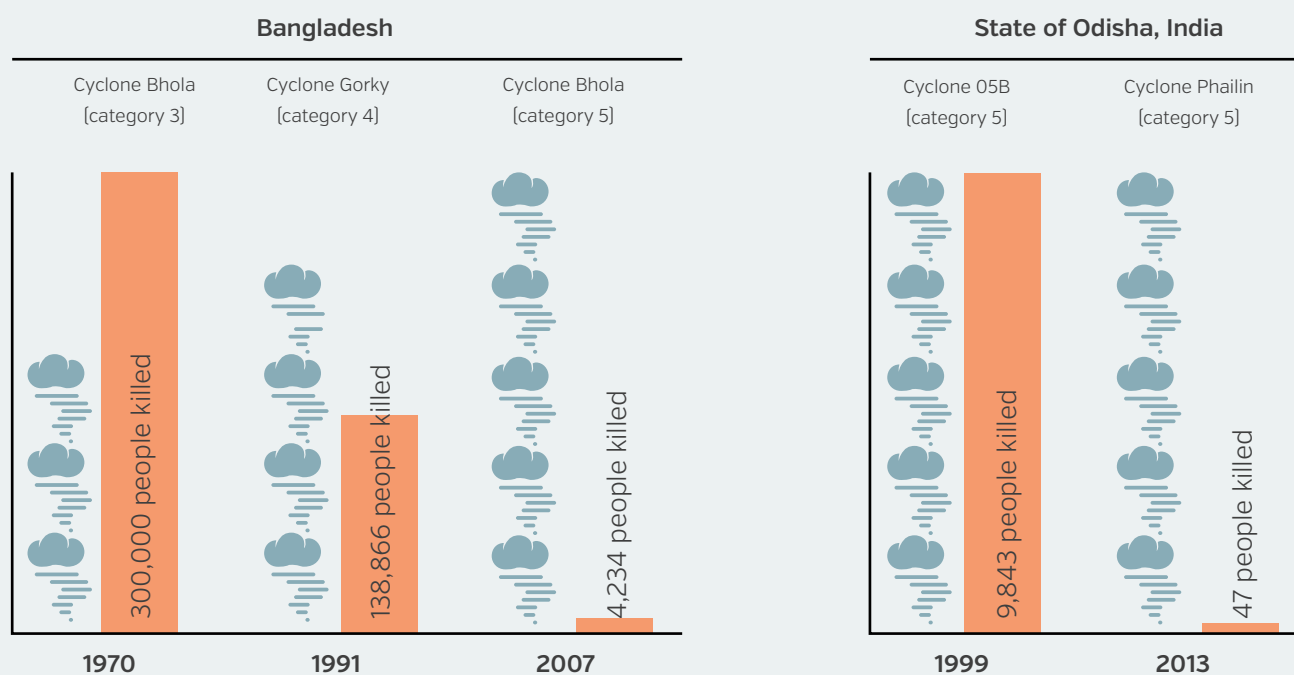 Bangladesh
Cyclone Bhola
(category 3)
Cyclone Gorky
(category 4)
Cyclone Bhola
(category 5)
300,000 people killed
138,866 people killed
4,234 people killed
1970
1991
2007
State of Odisha, India
Cyclone 05B
(category 5)
Cyclone Phailin
(category 5)
9,843 people killed
47 people killed
1999
2013